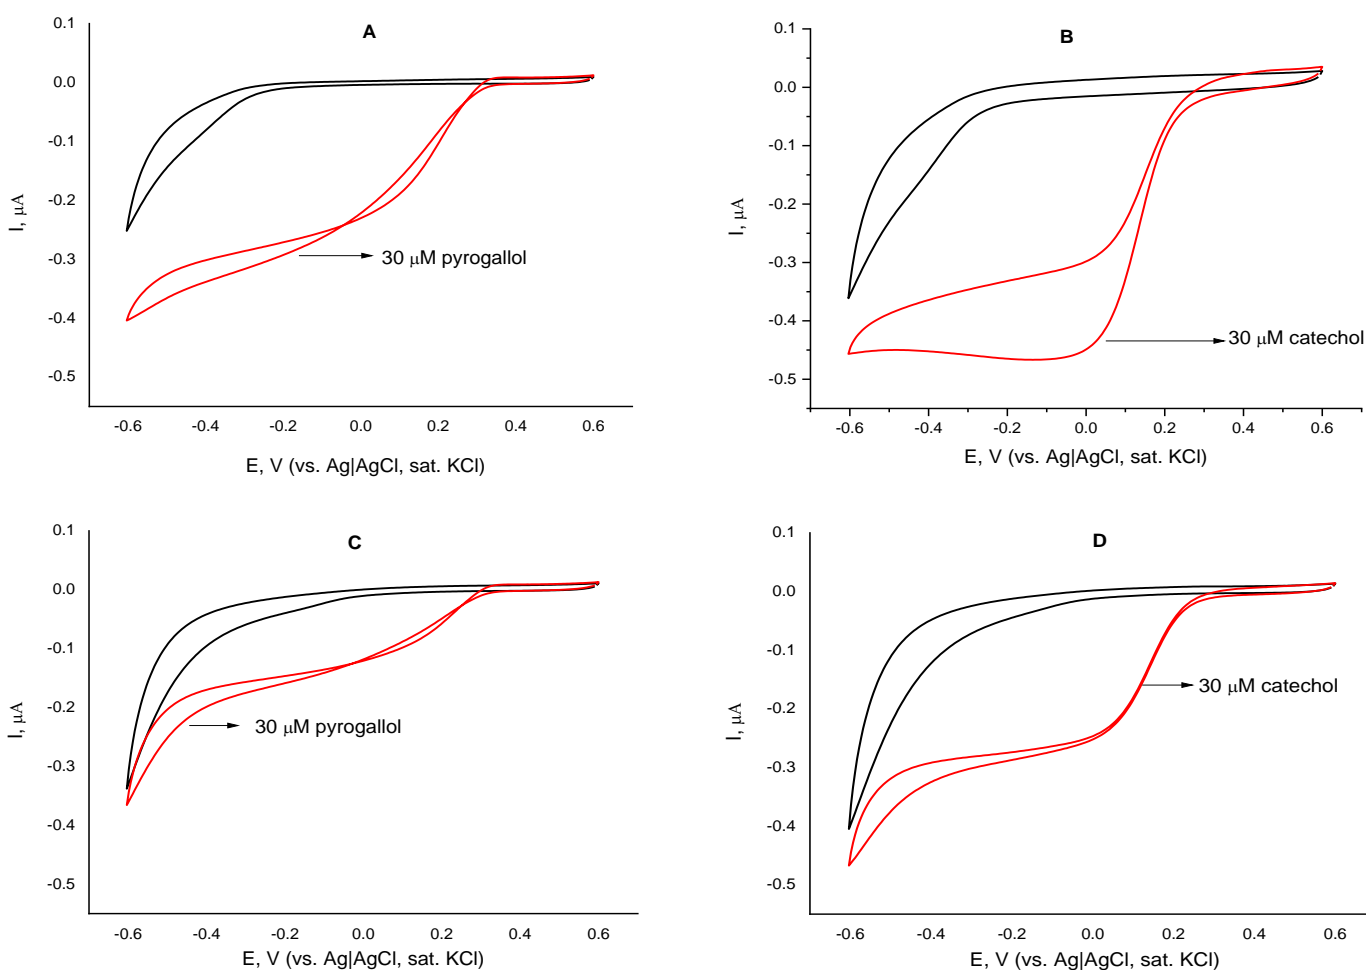 A
0.1
0.0
-0.1
-0.2
-0.3
-0.4
-0.5
I, μA
30 μM pyrogallol
-0.6 -0.4 -0.2 0.0 0.2 0.4 0.6
E, V (vs. Ag|AgCl, sat. KCl)
B
0.1
0.0
-0.1
-0.2
-0.3
-0.4
-0.5
I, μA
30 μM catechol
-0.6 -0.4 -0.2 0.0 0.2 0.4 0.6
E, V (vs. Ag|AgCl, sat. KCl)
C
0.1
0.0
-0.1
-0.2
-0.3
-0.4
-0.5
I, μA
30 μM pyrogallol
-0.6 -0.4 -0.2 0.0 0.2 0.4 0.6
E, V (vs. Ag|AgCl, sat. KCl)
D
0.1
0.0
-0.1
-0.2
-0.3
-0.4
-0.5
I, μA
30 μM catechol
-0.6 -0.4 -0.2 0.0 0.2 0.4 0.6
E, V (vs. Ag|AgCl, sat. KCl)